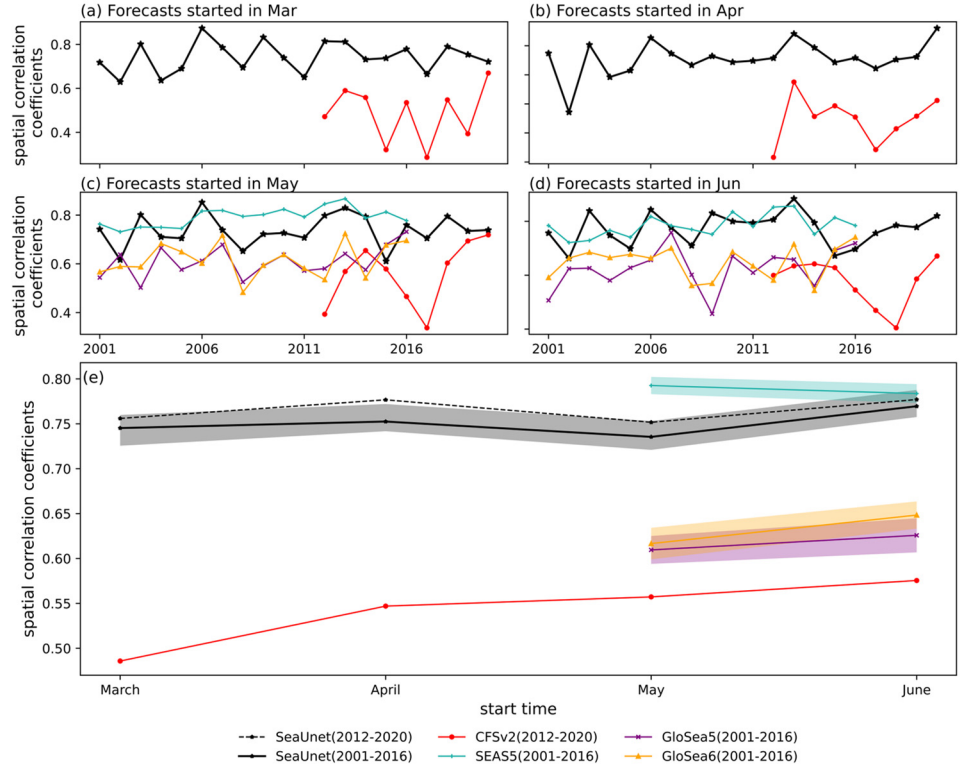 (a) Forecasts started in Mar
(b) Forecasts started in Apr
spatial correlation
coefficients
0.8
0.6
0.4
(c) Forecasts started in May
(d) Forecasts started in Jun
spatial correlation
coefficients
0.8
0.6
0.4
2001 2006 2011 2016 2001 2006 2011 2016
(e)
spatial correlation coefficients
0.80
0.75
0.70
0.65
0.60
0.55
0.50
March April May June
start time
SeaUnet(2012-2020) CFSv2(2012-2020) GloSea5(2001-2016)
SeaUnet(2001-2016) SEAS5(2001-2016) GloSea6(2001-2016)